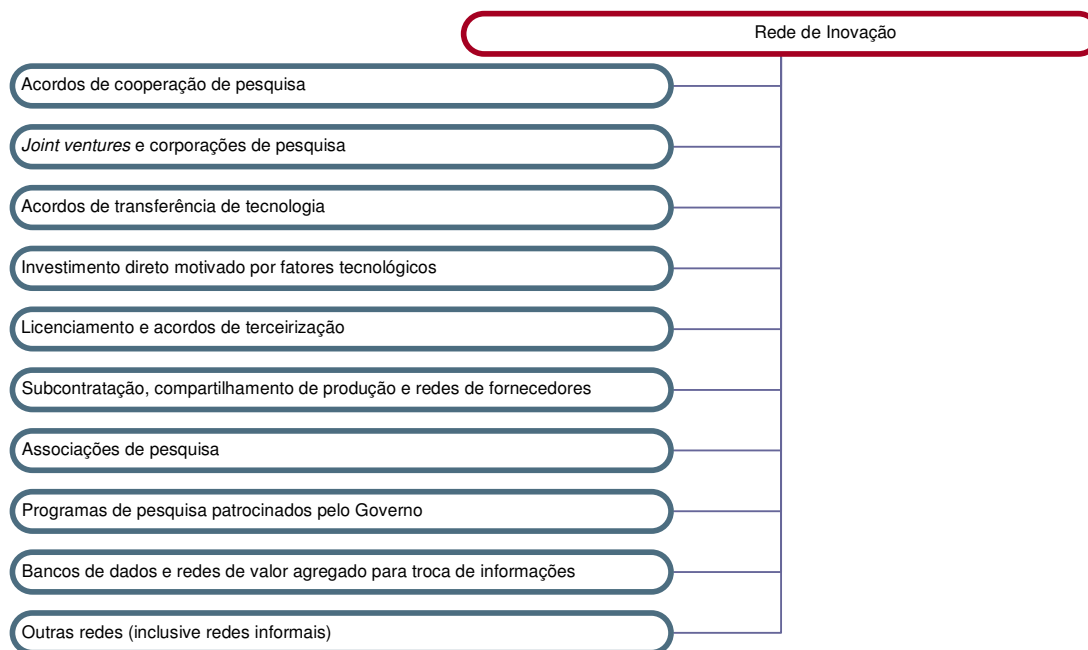 Rede de Inovação
Acordos de cooperação de pesquisa
Joint ventures e corporações de pesquisa
Acordos de transferência de tecnologia
Investimento direto motivado por fatores tecnológicos
Licenciamento e acordos de terceirização
Subcontratação, compartilhamento de produção e redes de fornecedores
Associações de pesquisa
Programas de pesquisa patrocinados pelo Governo
Bancos de dados e redes de valor agregado para troca de informações
Outras redes (inclusive redes informais)